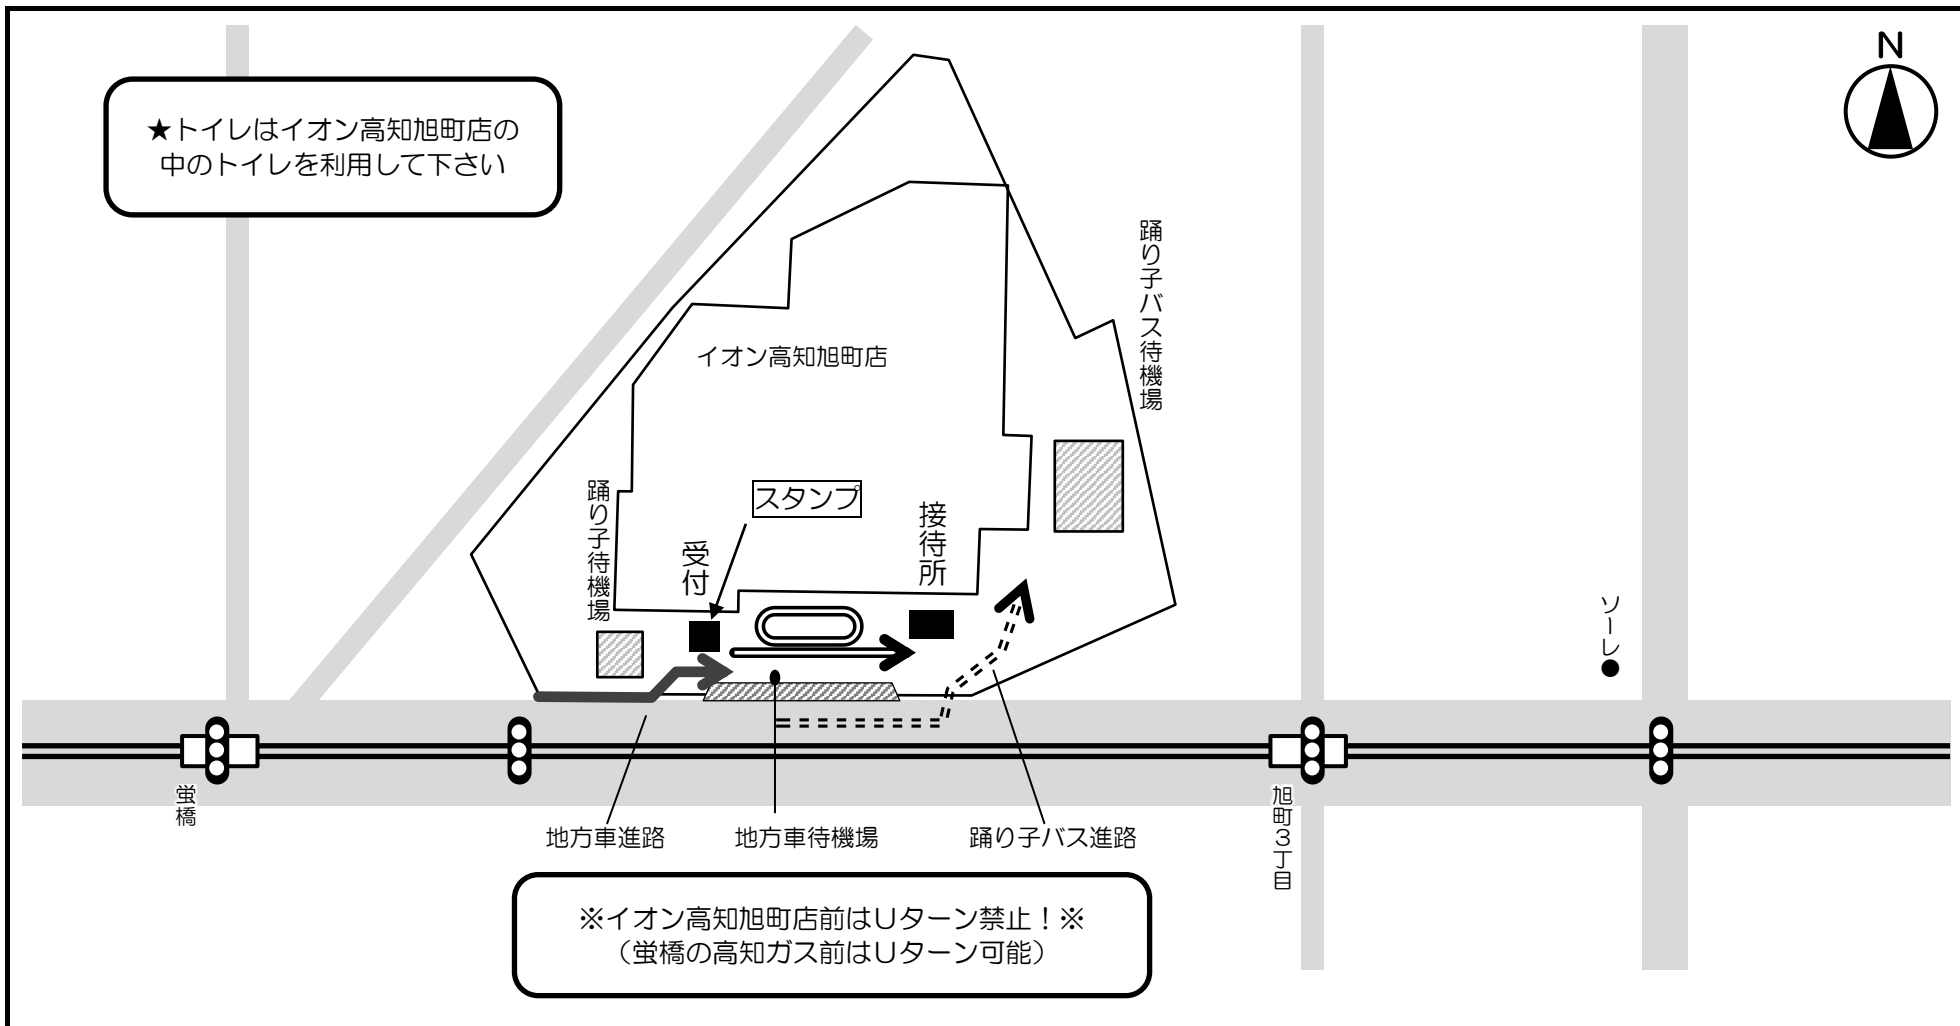 N
★トイレはイオン高知旭町店の
中のトイレを利用して下さい
踊り子バス待機場
イオン高知旭町店
踊り子待機場
スタンプ
受付
接待所
ソーレ
蛍橋
旭町３丁目
地方車進路
地方車待機場
踊り子バス進路
※イオン高知旭町店前はUターン禁止！※
（蛍橋の高知ガス前はUターン可能）